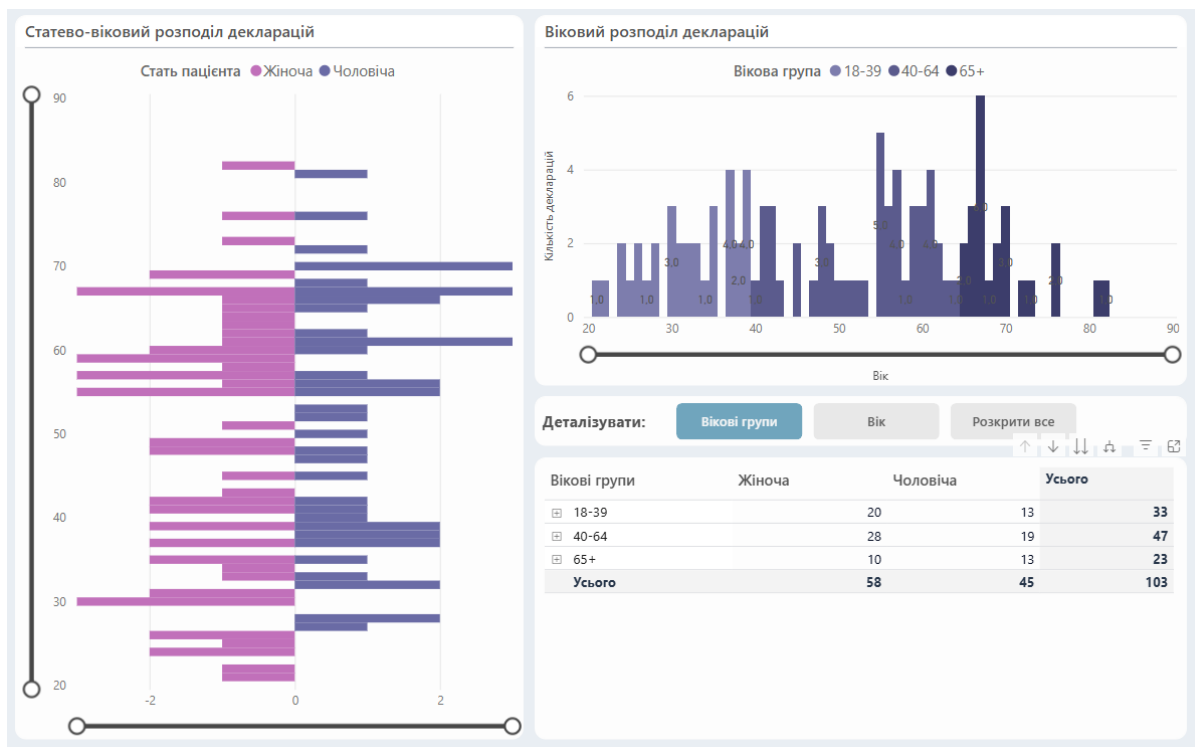 Статево-віковий розподіл декларацій
Стать пацієнта Жіноча Чоловіча
90
80
70
60
50
40
30
20
-2 0 2
Віковий розподіл декларацій
Вікова група 18-39 40-64 65+
Кількість декларацій
6
4
2
0
1,0 1,0 3,0 1,0 4,0 2,0 4,0 1,0 3,0 5,0 4,0 1,0 4,0 1,0 2,0 6,0 1,0 3,0 1,0 2,0 1,0
20 30 40 50 60 70 80 90
Вік
Деталізувати: Вікові групи Вік Розкрити все
Вікові групи Жіноча Чоловіча Усього
18-39 20 13 33
40-64 28 19 47
65+ 10 13 23
Усього 58 45 103